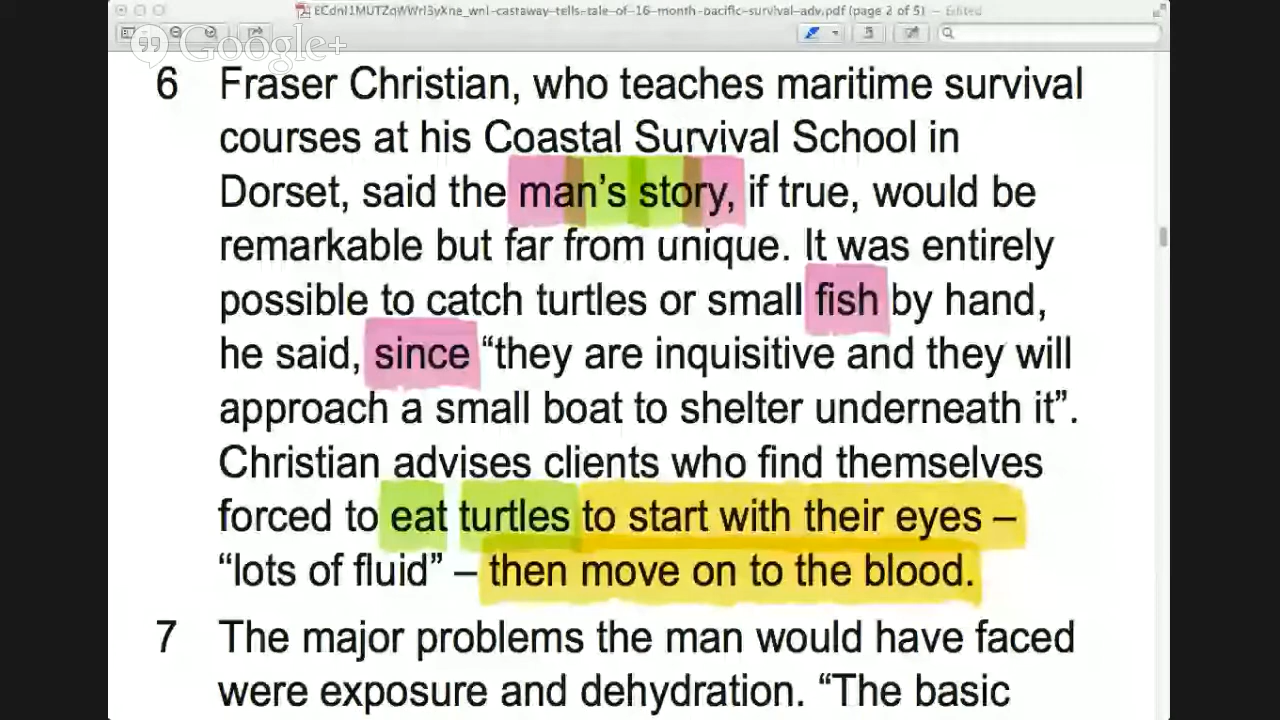 ECdnI1MUTZqWWrI3yXne_wnl-castaway-tells-tale-of-16-month-pacific-survival-adv.pdf (page 2 of 5) — Edited
Google+
6 Fraser Christian, who teaches maritime survival
courses at his Coastal Survival School in
Dorset, said the man’s story, if true, would be
remarkable but far from unique. It was entirely
possible to catch turtles or small fish by hand,
he said, since “they are inquisitive and they will
approach a small boat to shelter underneath it”.
Christian advises clients who find themselves
forced to eat turtles to start with their eyes –
“lots of fluid” – then move on to the blood.
7 The major problems the man would have faced
were exposure and dehydration. “The basic